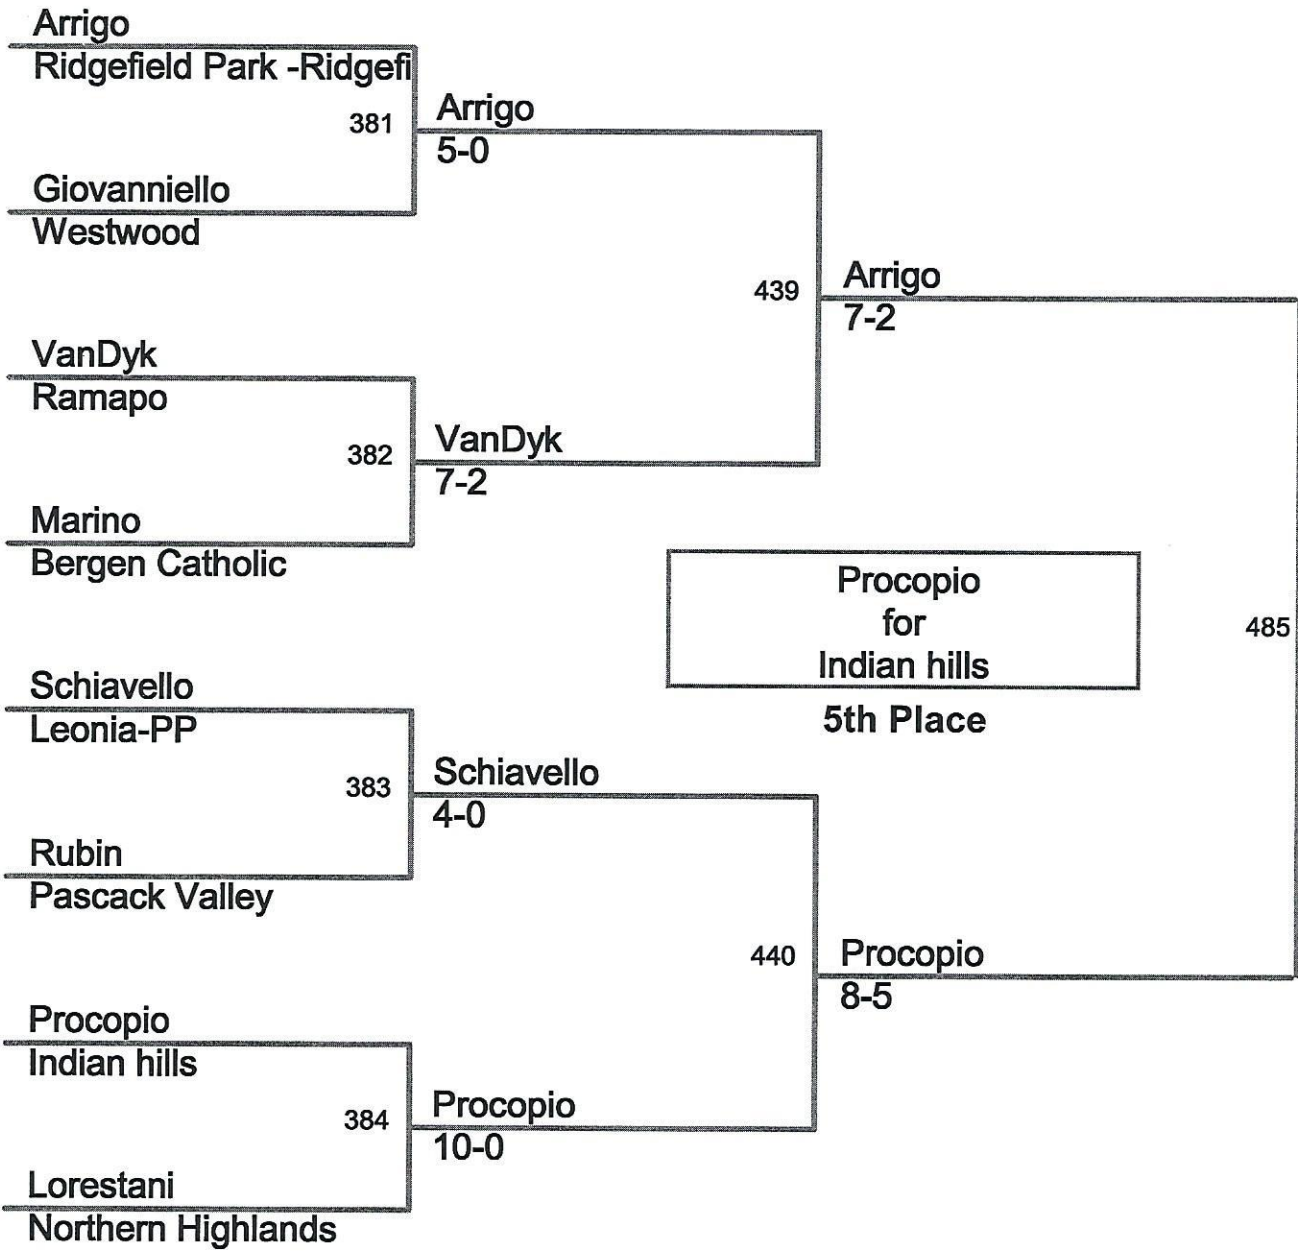 Arrigo
Ridgefield Park -Ridgefi
381
Arrigo
5-0
Giovanniello
Westwood
439
Arrigo
7-2
VanDyk
Ramapo
382
VanDyk
7-2
Marino
Bergen Catholic
Procopio
for
Indian hills
5th Place
485
Schiavello
Leonia-PP
383
Schiavello
4-0
Rubin
Pascack Valley
440
Procopio
8-5
Procopio
Indian hills
384
Procopio
10-0
Lorestani
Northern Highlands